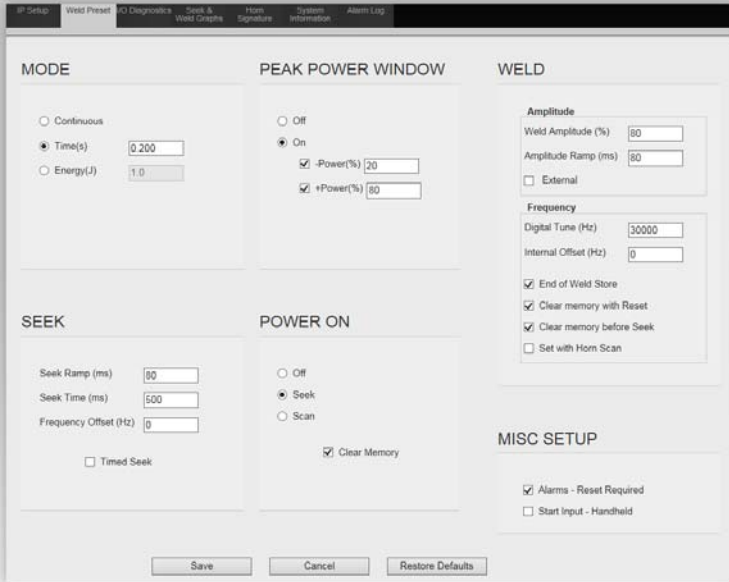 IP Setup
Weld Preset
I/O Diagnostics
Seek &
Weld Graphs
Horn
Signature
System
Information
Alarm Log
MODE
Continuous
Time(s) 0.200
Energy(J) 1.0
PEAK POWER WINDOW
Off
On
-Power(%) 20
+Power(%) 80
WELD
Amplitude
Weld Amplitude (%) 80
Amplitude Ramp (ms) 80
External
Frequency
Digital Tune (Hz) 30000
Internal Offset (Hz) 0
End of Weld Store
Clear memory with Reset
Clear memory before Seek
Set with Horn Scan
SEEK
Seek Ramp (ms) 80
Seek Time (ms) 500
Frequency Offset (Hz) 0
Timed Seek
POWER ON
Off
Seek
Scan
Clear Memory
MISC SETUP
Alarms - Reset Required
Start Input - Handheld
Save
Cancel
Restore Defaults